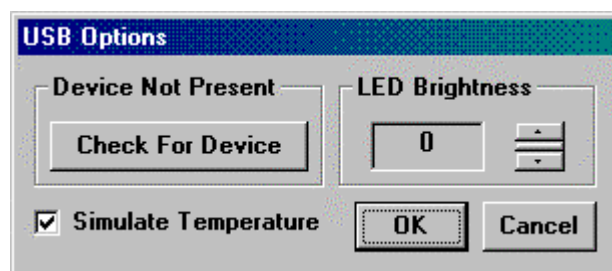 USB Options
Device Not Present
LED Brightness
Check For Device
0
Simulate Temperature
OK
Cancel